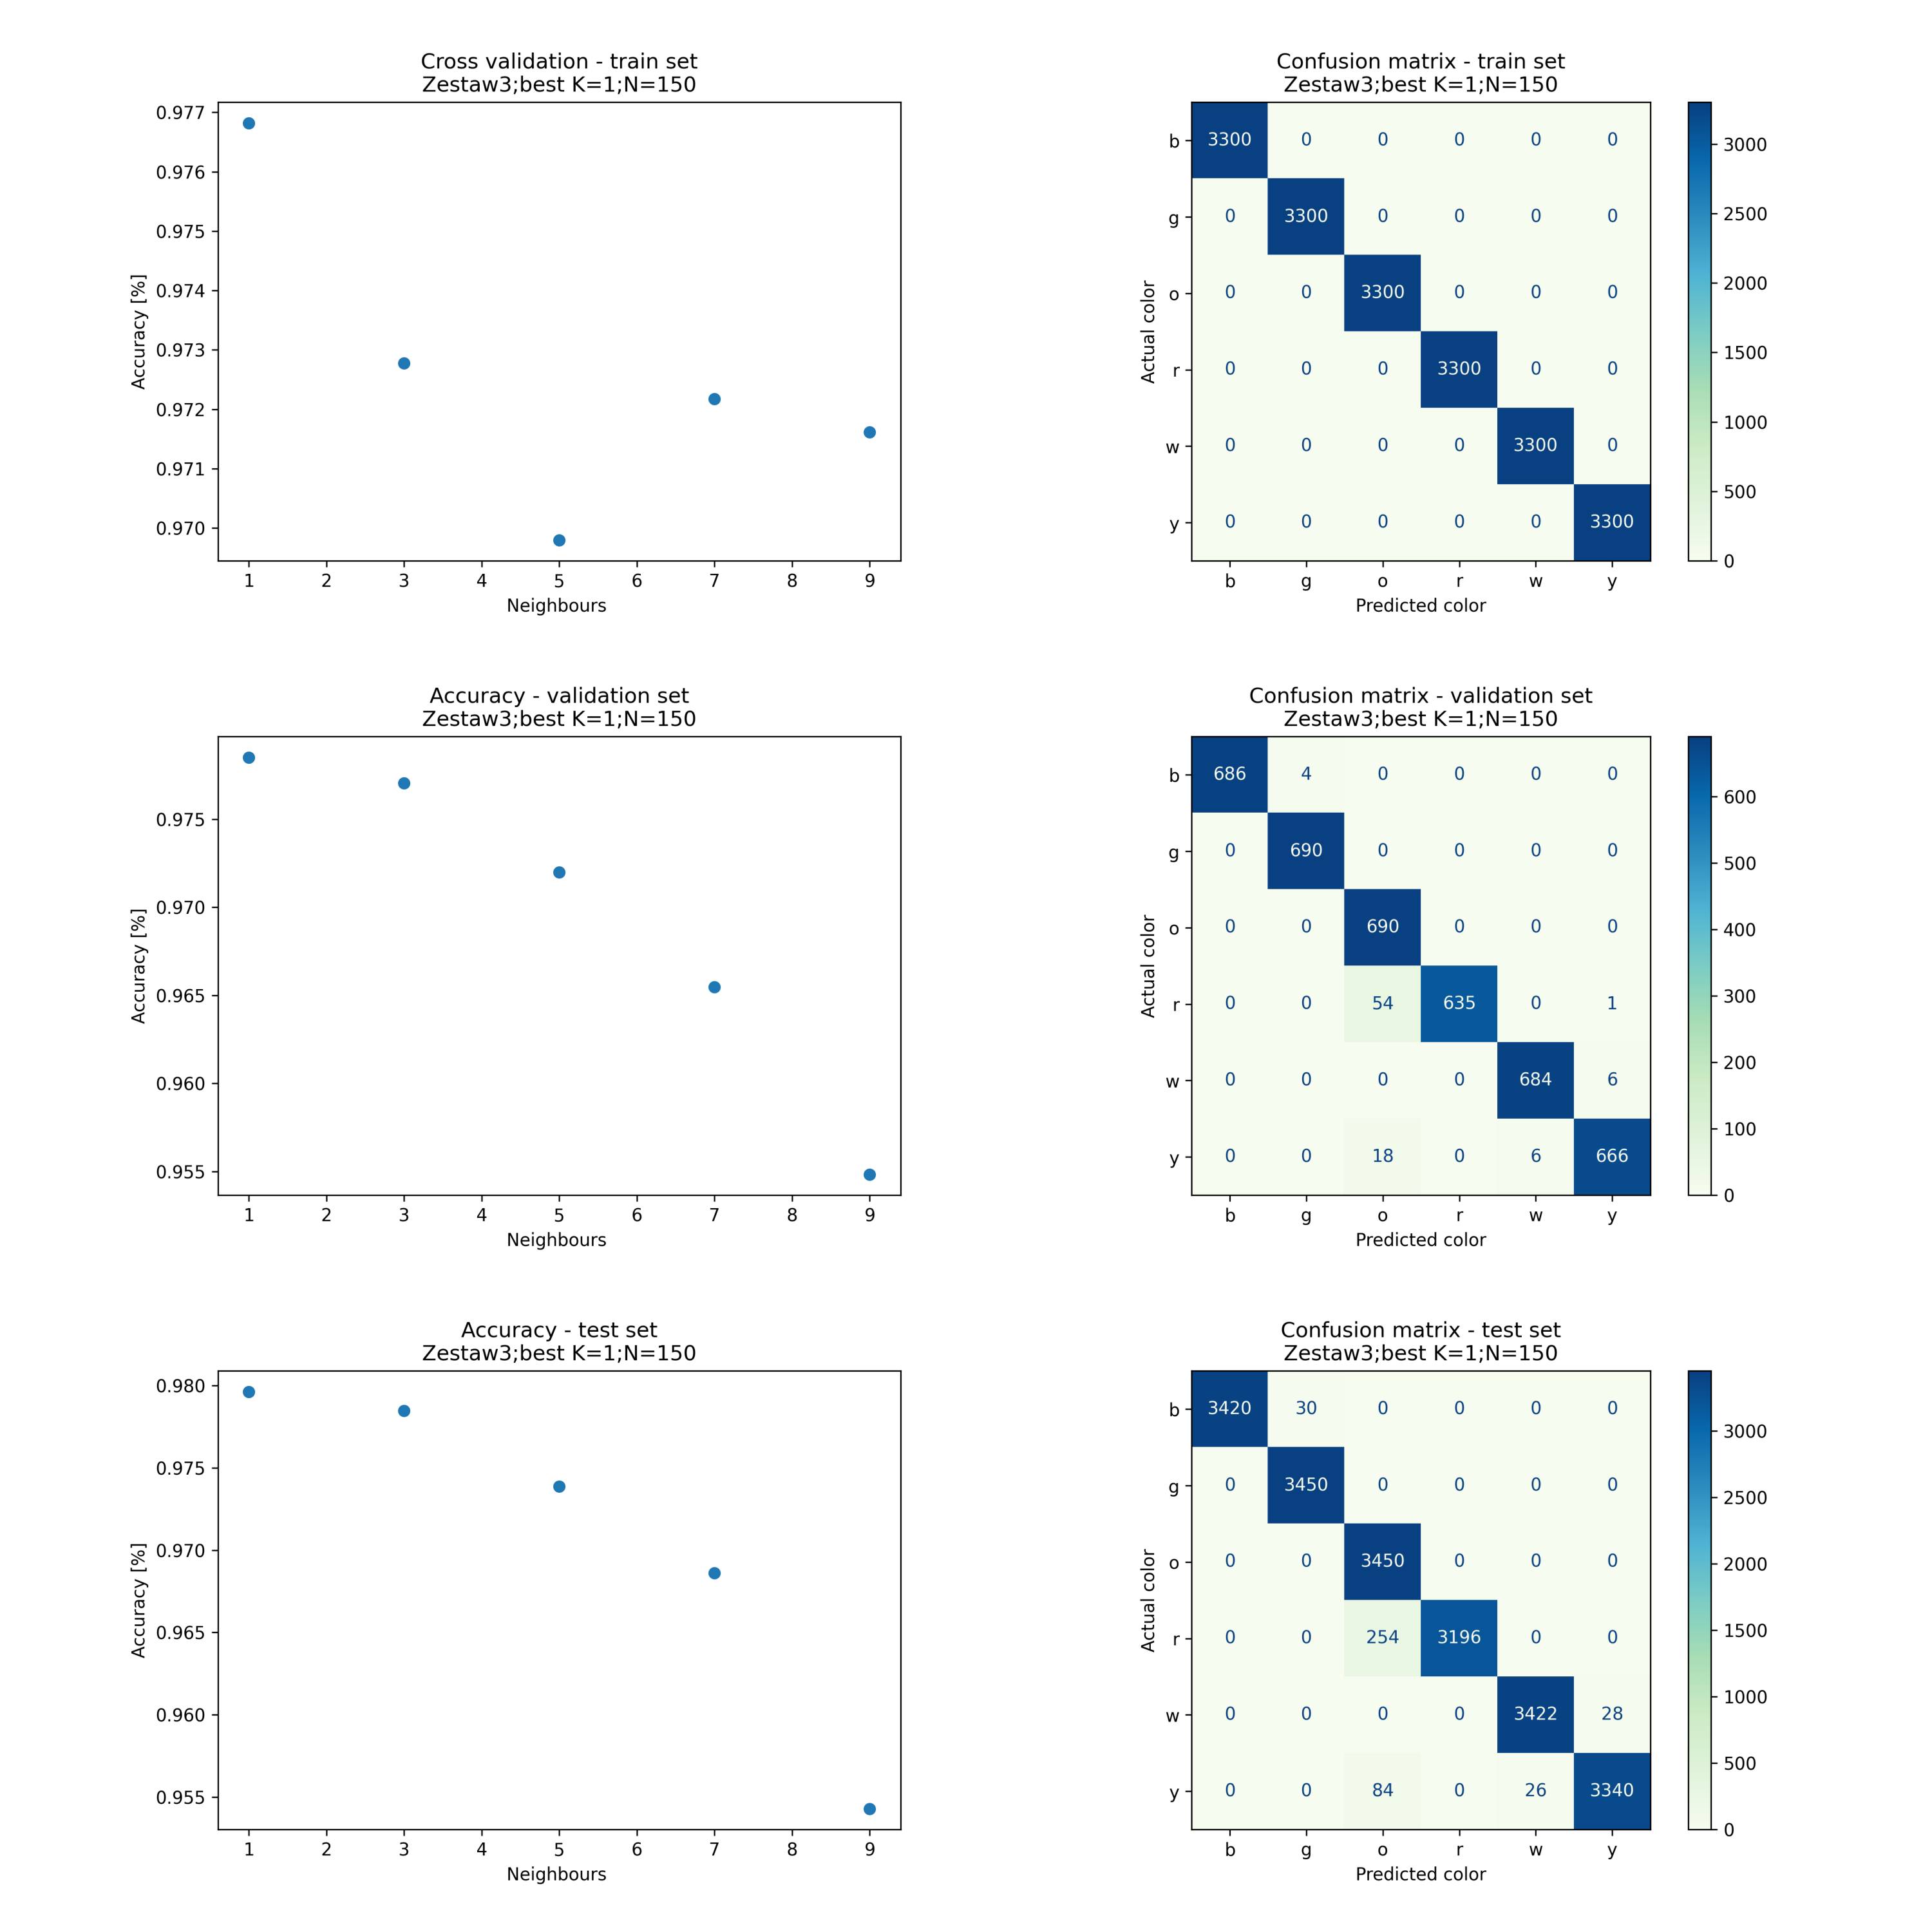 Cross validation - train set
Zestaw3;best K=1;N=150
0.977
0.976
0.975
0.974
0.973
0.972
0.971
0.970
Accuracy [%]
1 2 3 4 5 6 7 8 9
Neighbours
Confusion matrix - train set
Zestaw3;best K=1;N=150
b 3300 0 0 0 0 0
g 0 3300 0 0 0 0
o 0 0 3300 0 0 0
r 0 0 0 3300 0 0
w 0 0 0 0 3300 0
y 0 0 0 0 0 3300
Actual color
b g o r w y
Predicted color
3000
2500
2000
1500
1000
500
0
Accuracy - validation set
Zestaw3;best K=1;N=150
0.975
0.970
0.965
0.960
0.955
Accuracy [%]
1 2 3 4 5 6 7 8 9
Neighbours
Confusion matrix - validation set
Zestaw3;best K=1;N=150
b 686 4 0 0 0 0
g 0 690 0 0 0 0
o 0 0 690 0 0 0
r 0 0 54 635 0 1
w 0 0 0 0 684 6
y 0 0 18 0 6 666
Actual color
b g o r w y
Predicted color
600
500
400
300
200
100
0
Accuracy - test set
Zestaw3;best K=1;N=150
0.980
0.975
0.970
0.965
0.960
0.955
Accuracy [%]
1 2 3 4 5 6 7 8 9
Neighbours
Confusion matrix - test set
Zestaw3;best K=1;N=150
b 3420 30 0 0 0 0
g 0 3450 0 0 0 0
o 0 0 3450 0 0 0
r 0 0 254 3196 0 0
w 0 0 0 0 3422 28
y 0 0 84 0 26 3340
Actual color
b g o r w y
Predicted color
3000
2500
2000
1500
1000
500
0